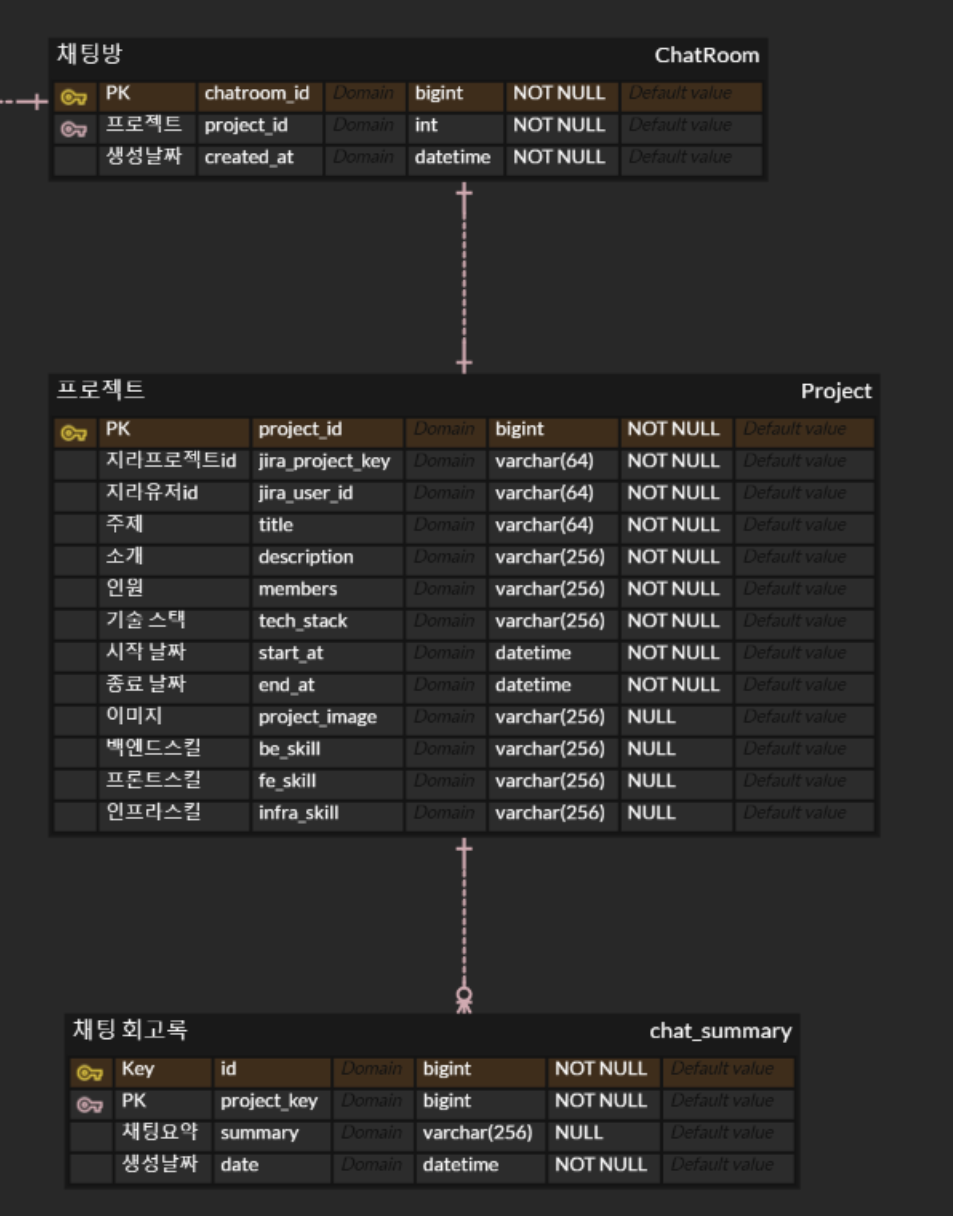 채팅방 ChatRoom
PK chatroom_id Domain bigint NOT NULL Default value
프로젝트 project_id Domain int NOT NULL Default value
생성날짜 created_at Domain datetime NOT NULL Default value
프로젝트 Project
PK project_id Domain bigint NOT NULL Default value
지라프로젝트id jira_project_key Domain varchar(64) NOT NULL Default value
지라유저id jira_user_id Domain varchar(64) NOT NULL Default value
주제 title Domain varchar(64) NOT NULL Default value
소개 description Domain varchar(256) NOT NULL Default value
인원 members Domain varchar(256) NOT NULL Default value
기술 스택 tech_stack Domain varchar(256) NOT NULL Default value
시작 날짜 start_at Domain datetime NOT NULL Default value
종료 날짜 end_at Domain datetime NOT NULL Default value
이미지 project_image Domain varchar(256) NULL Default value
백엔드스킬 be_skill Domain varchar(256) NULL Default value
프론트스킬 fe_skill Domain varchar(256) NULL Default value
인프라스킬 infra_skill Domain varchar(256) NULL Default value
채팅 회고록 chat_summary
Key id Domain bigint NOT NULL Default value
PK project_key Domain bigint NOT NULL Default value
채팅요약 summary Domain varchar(256) NULL Default value
생성날짜 date Domain datetime NOT NULL Default value